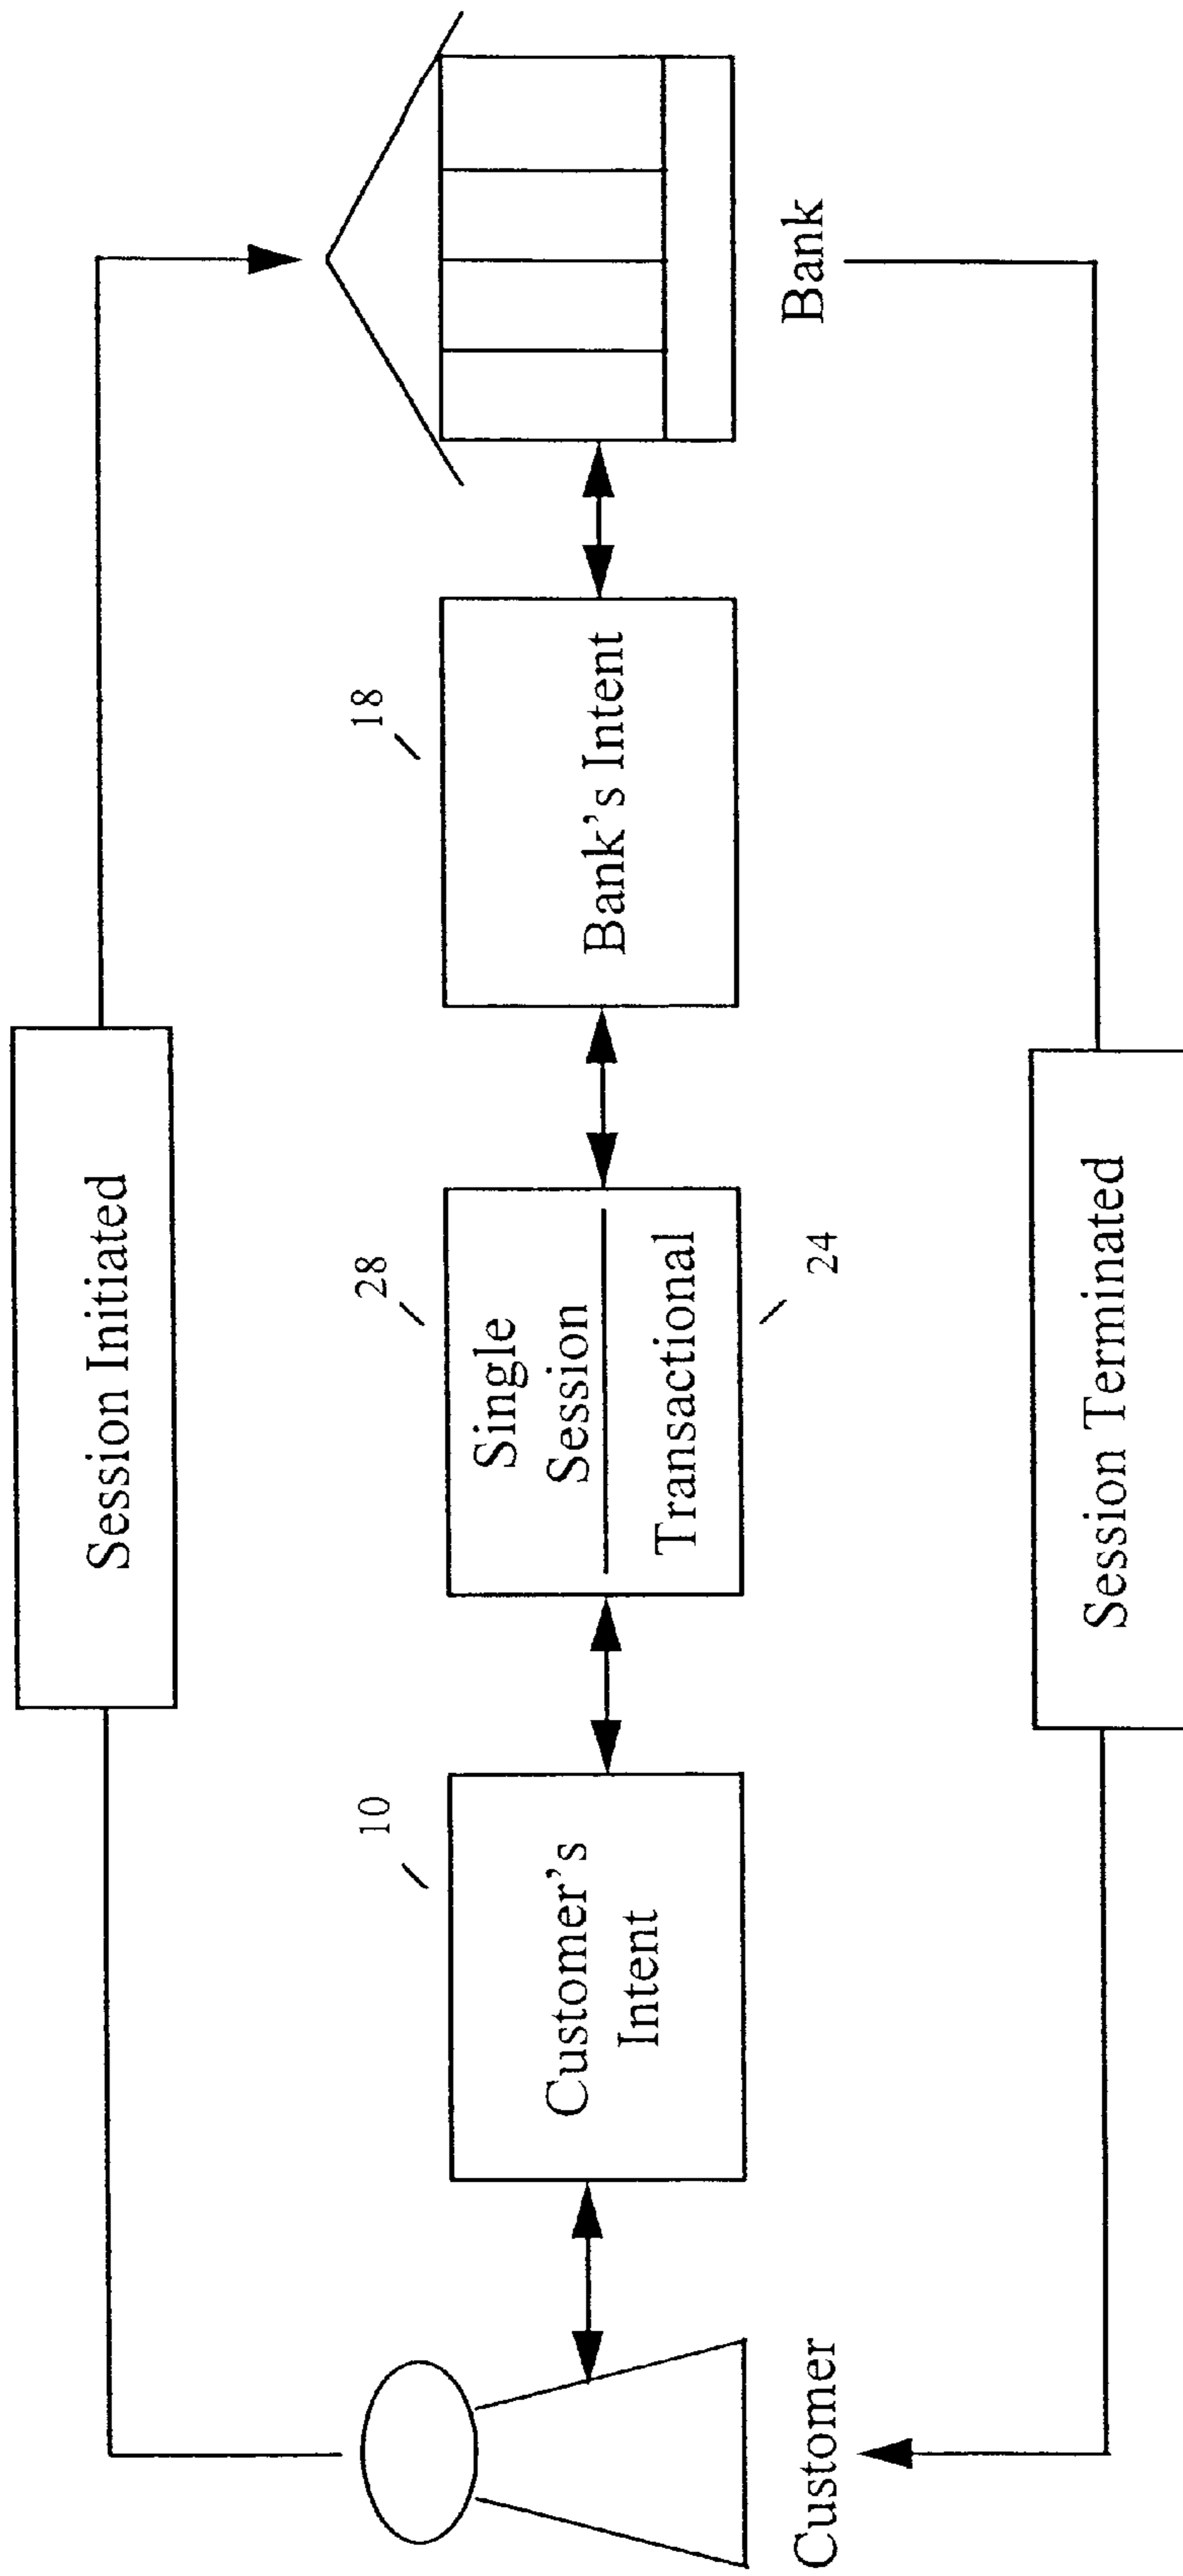 Session Initiated
10
28
18
Customer's
Intent
Single
Session
Transactional
Bank's Intent
24
Customer
Bank
Session Terminated